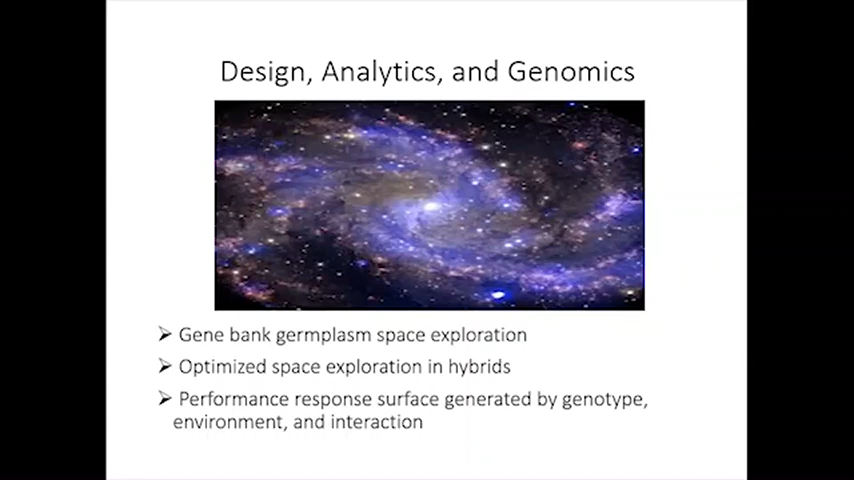 Design, Analytics, and Genomics
➢ Gene bank germplasm space exploration
➢ Optimized space exploration in hybrids
➢ Performance response surface generated by genotype,
environment, and interaction